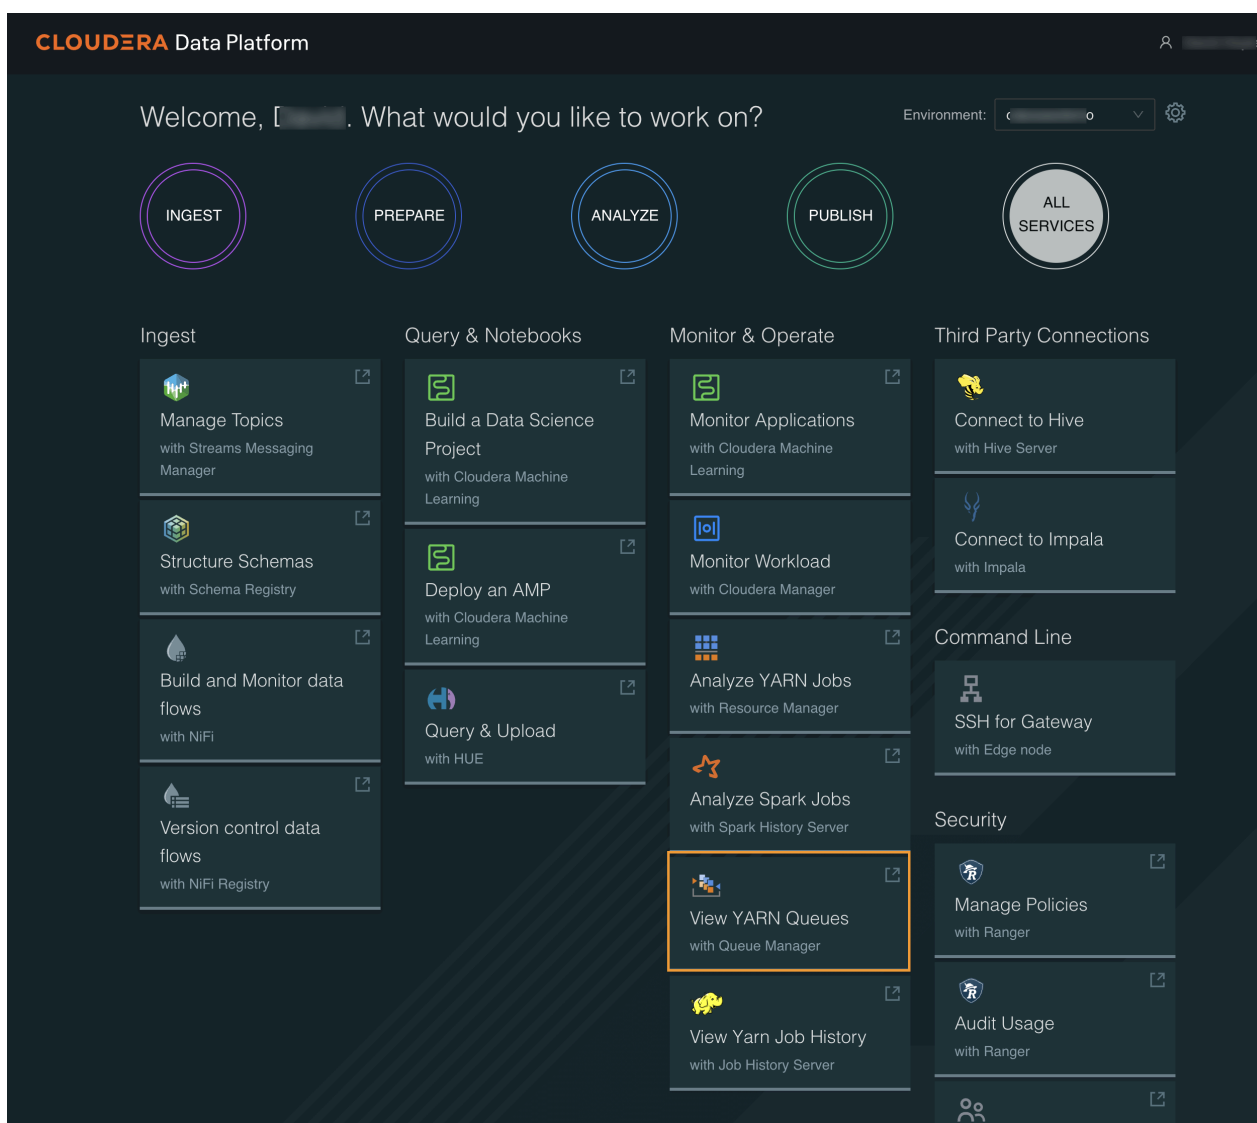 CLOUDERA Data Platform
Welcome, . What would you like to work on?
Environment:
INGEST
PREPARE
ANALYZE
PUBLISH
ALL
SERVICES
Ingest
Manage Topics
with Streams Messaging
Manager
Structure Schemas
with Schema Registry
Build and Monitor data
flows
with NiFi
Version control data
flows
with NiFi Registry
Query & Notebooks
Build a Data Science
Project
with Cloudera Machine
Learning
Deploy an AMP
with Cloudera Machine
Learning
Query & Upload
with HUE
Monitor & Operate
Monitor Applications
with Cloudera Machine
Learning
Monitor Workload
with Cloudera Manager
Analyze YARN Jobs
with Resource Manager
Analyze Spark Jobs
with Spark History Server
View YARN Queues
with Queue Manager
View Yarn Job History
with Job History Server
Third Party Connections
Connect to Hive
with Hive Server
Connect to Impala
with Impala
Command Line
SSH for Gateway
with Edge node
Security
Manage Policies
with Ranger
Audit Usage
with Ranger